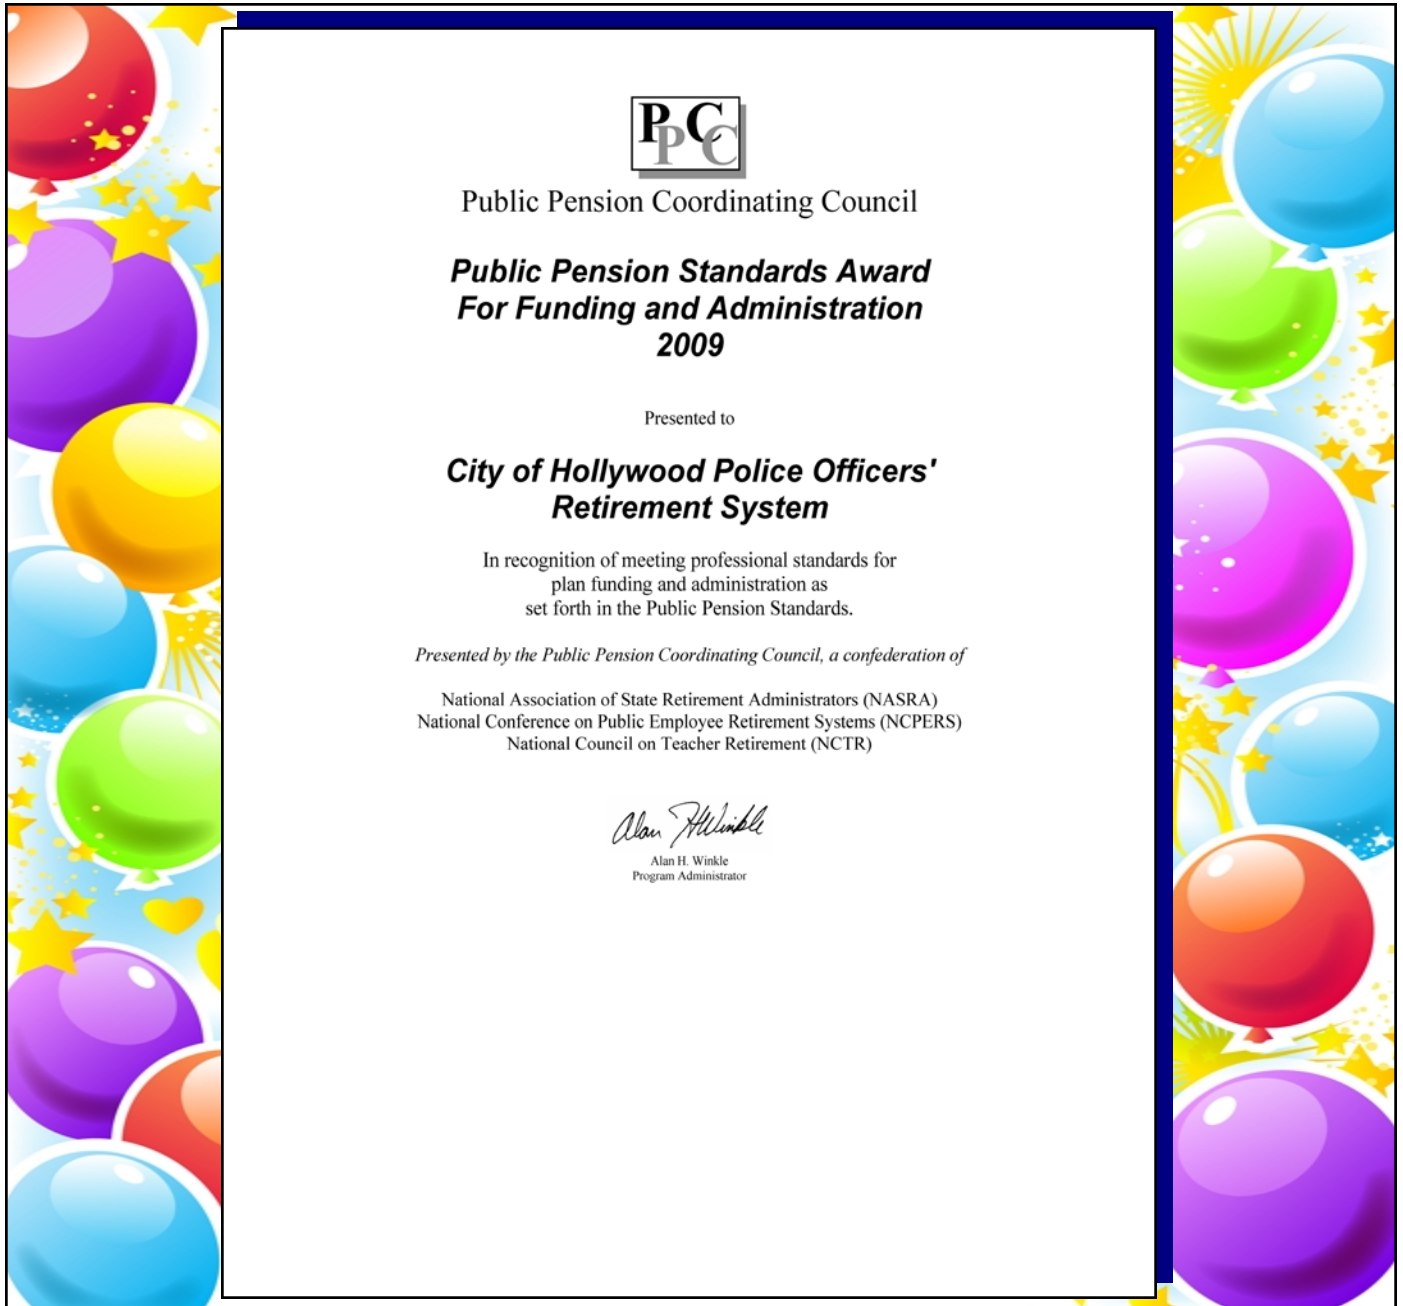 PPCC
Public Pension Coordinating Council
Public Pension Standards Award
For Funding and Administration
2009
Presented to
City of Hollywood Police Officers'
Retirement System
In recognition of meeting professional standards for
plan funding and administration as
set forth in the Public Pension Standards.
Presented by the Public Pension Coordinating Council, a confederation of
National Association of State Retirement Administrators (NASRA)
National Conference on Public Employee Retirement Systems (NCPERS)
National Council on Teacher Retirement (NCTR)
Alan H Winkle
Alan H. Winkle
Program Administrator